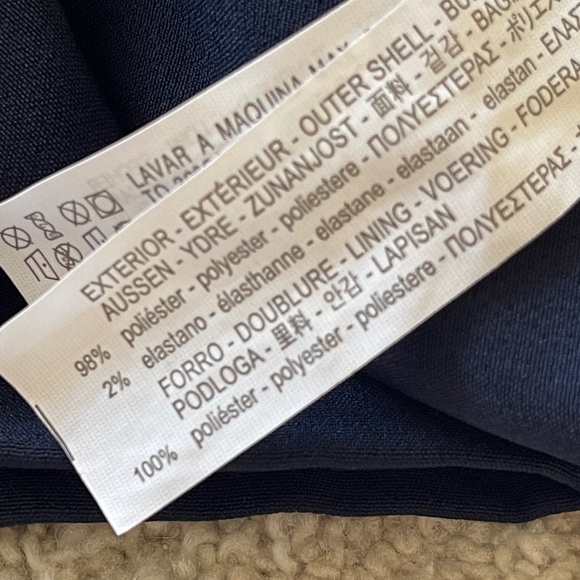 LAVAR A MAQUINA MAX
EXTERIOR - EXTÉRIEUR - OUTER SHELL -
AUSSEN - YDRE - ZUNANJOST - 面料 - 겉감 -
98% poliéster - polyester - poliestere - ΠΟΛΥΕΣΤΕΡΑΣ -
2% elastano - élasthanne - elastane - elastaan - elastan -
FORRO - DOUBLURE - LINING - VOERING - FODERA
PODLOGA - 里料 - 안감 - LAPISAN
100% poliéster - polyester - poliestere - ΠΟΛΥΕΣΤΕΡΑΣ -